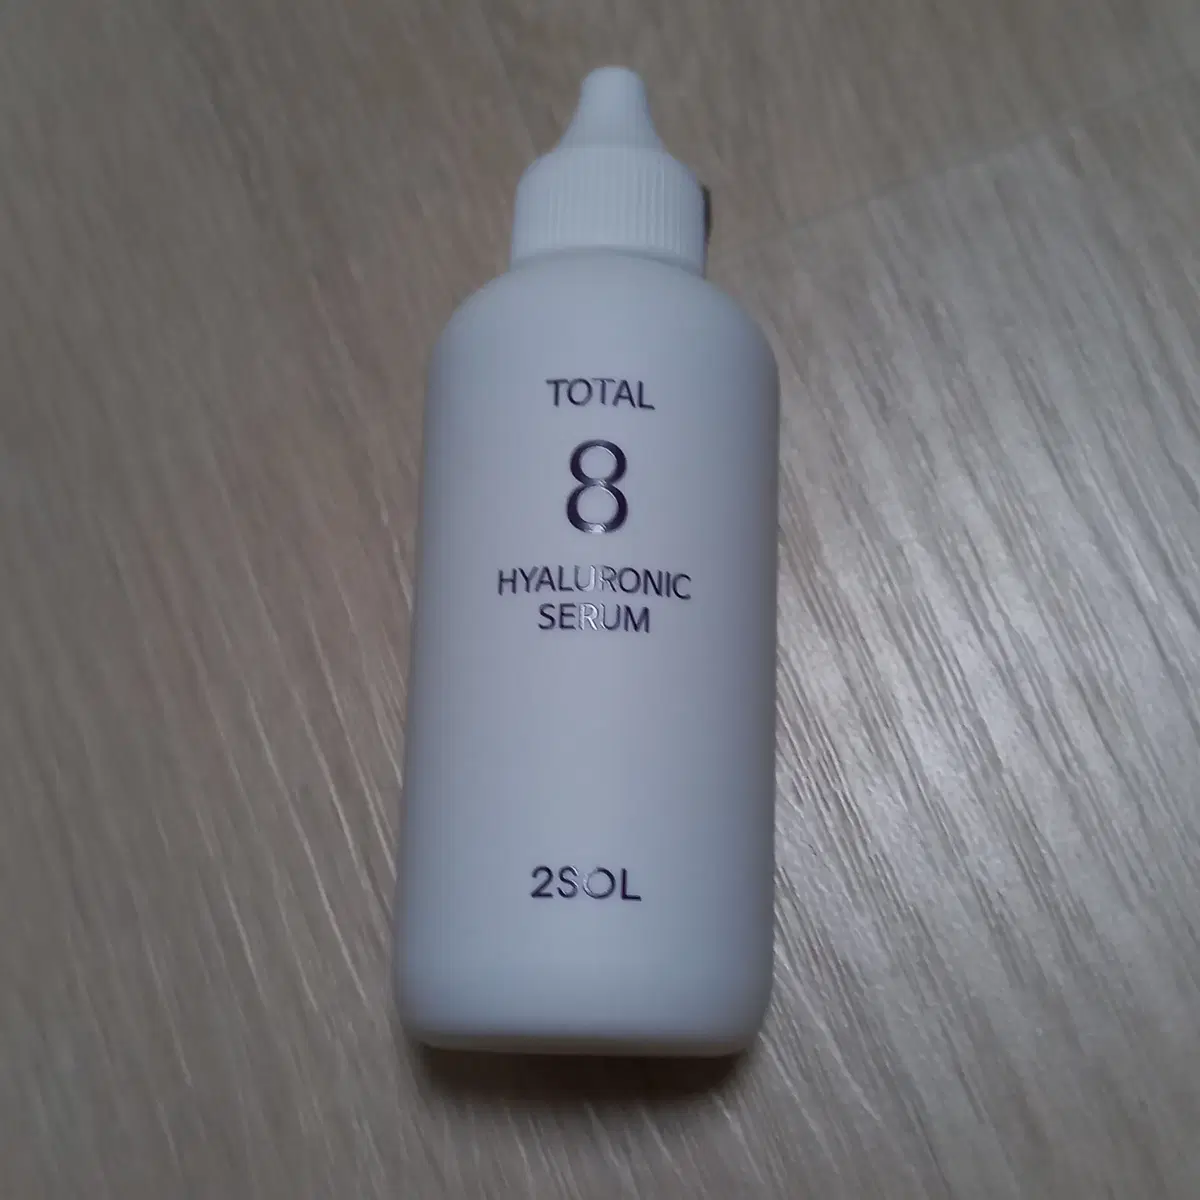 TOTAL
8
HYALURONIC
SERUM
2SOL